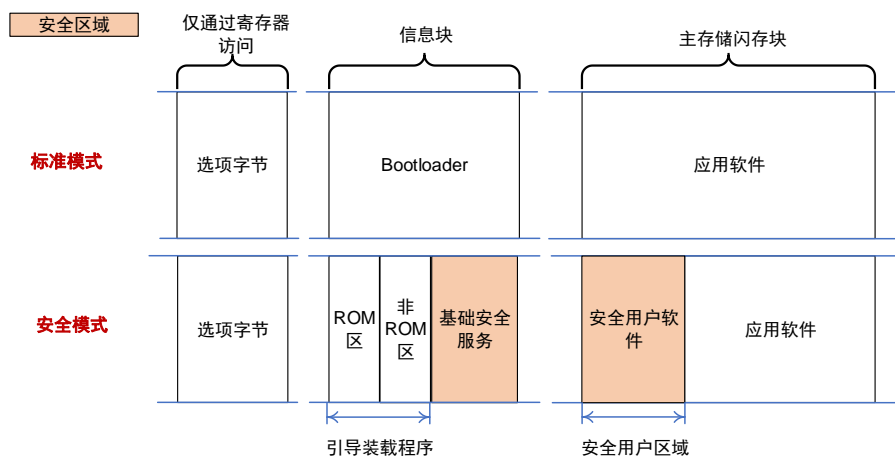 安全区域
仅通过寄存器
访问
信息块
主存储闪存块
标准模式
选项字节
Bootloader
应用软件
安全模式
选项字节
ROM
区
非
ROM
区
基础安全
服务
安全用户软
件
应用软件
引导装载程序
安全用户区域